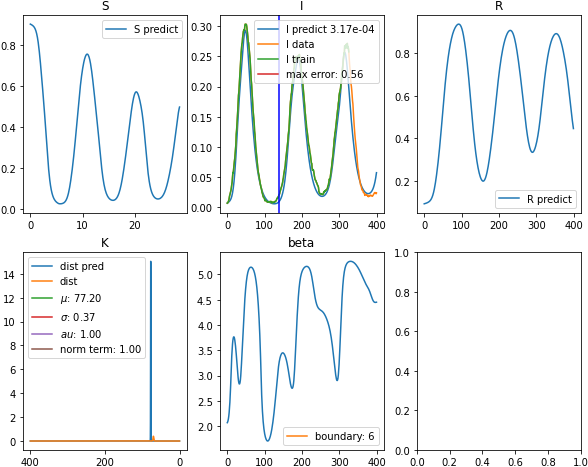 S
I
R
S predict
I predict 3.17e-04
I data
I train
max error: 0.56
R predict
0.8
0.6
0.4
0.2
0.0
0.30
0.25
0.20
0.15
0.10
0.05
0.00
0.8
0.6
0.4
0.2
0 10 20
0 100 200 300 400
0 100 200 300 400
K
beta
dist pred
dist
μ: 77.20
σ: 0.37
au: 1.00
norm term: 1.00
boundary: 6
14
12
10
8
6
4
2
0
5.0
4.5
4.0
3.5
3.0
2.5
2.0
1.0
0.8
0.6
0.4
0.2
0.0
400 200 0
0 100 200 300 400
0.0 0.2 0.4 0.6 0.8 1.0